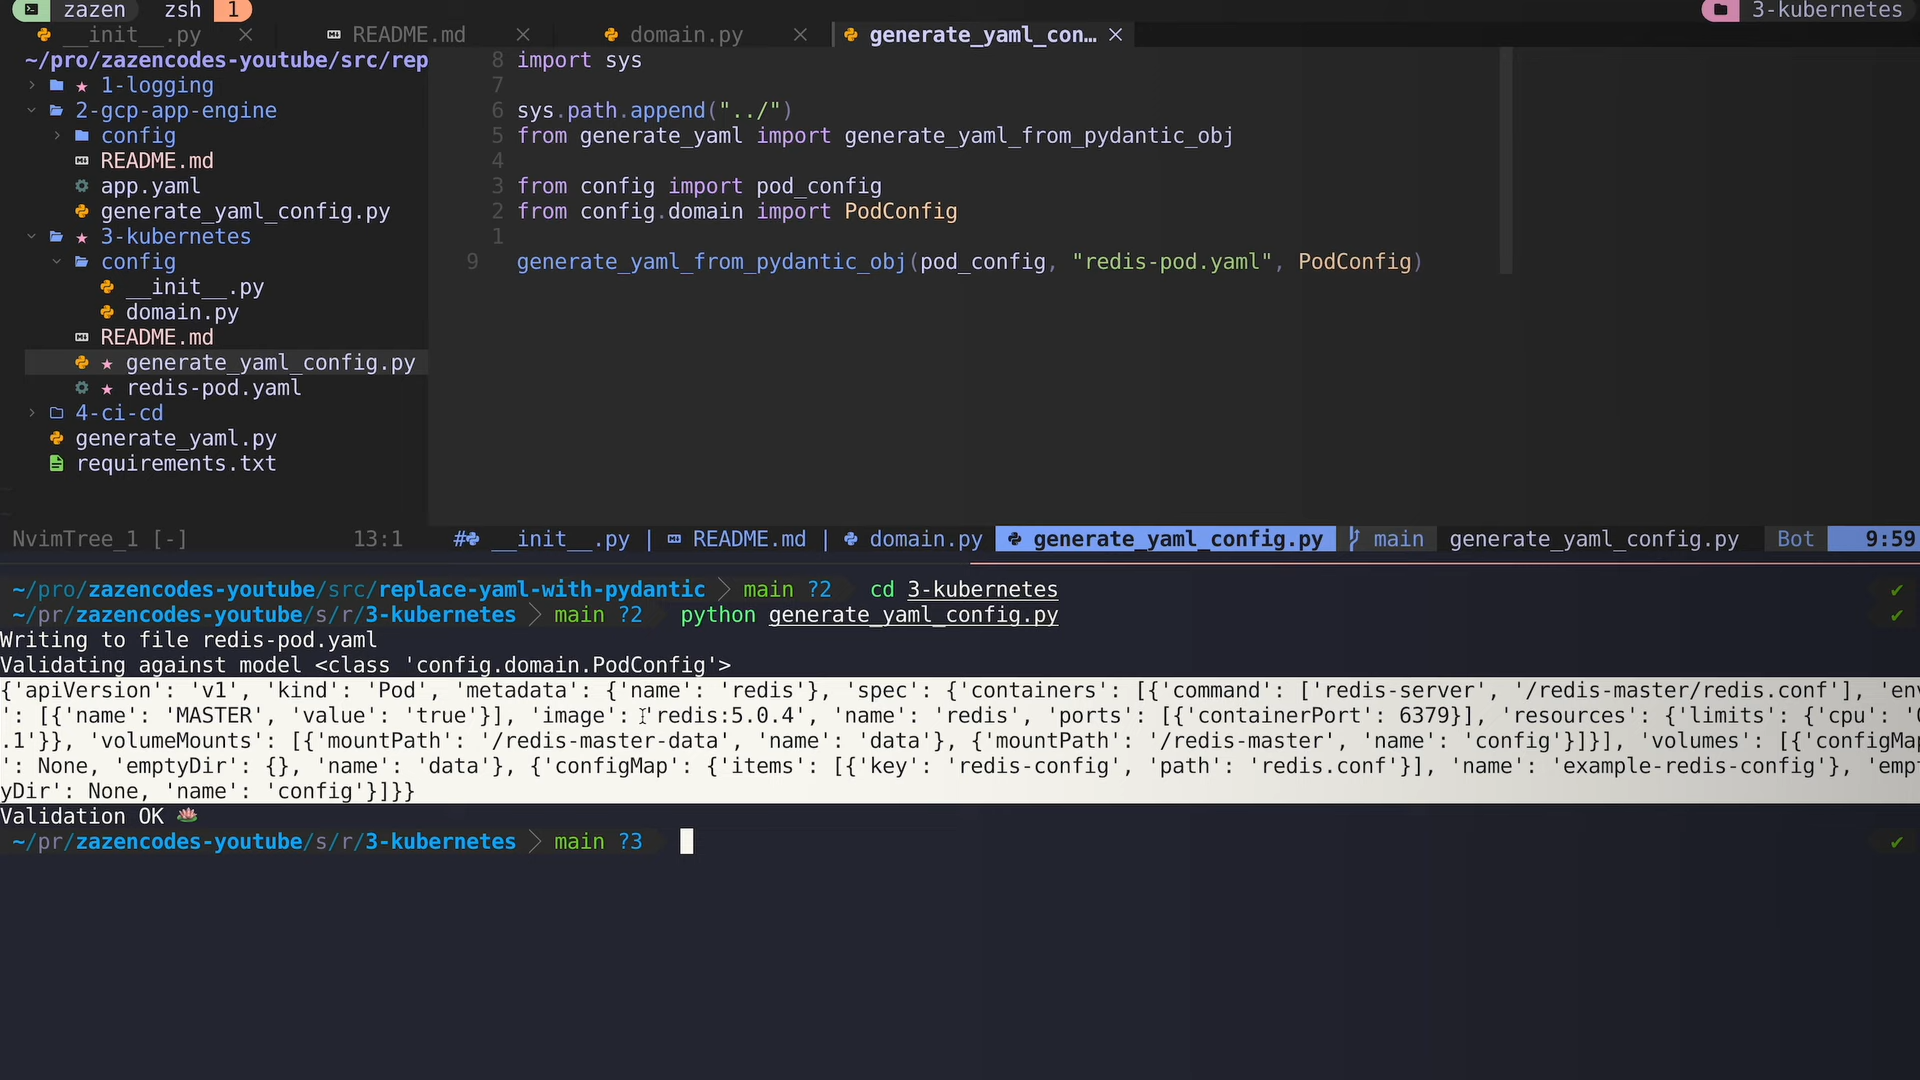 zazen zsh 1 3-kubernetes
__init__.py README.md domain.py generate_yaml_con…
~/pro/zazencodes-youtube/src/rep
1-logging
2-gcp-app-engine
config
README.md
app.yaml
generate_yaml_config.py
3-kubernetes
config
__init__.py
domain.py
README.md
generate_yaml_config.py
redis-pod.yaml
4-ci-cd
generate_yaml.py
requirements.txt
8 import sys
7
6 sys.path.append("../")
5 from generate_yaml import generate_yaml_from_pydantic_obj
4
3 from config import pod_config
2 from config.domain import PodConfig
1
9 generate_yaml_from_pydantic_obj(pod_config, "redis-pod.yaml", PodConfig)
NvimTree_1 [-] 13:1 # __init__.py | README.md | domain.py generate_yaml_config.py main generate_yaml_config.py Bot 9:59
~/pro/zazencodes-youtube/src/replace-yaml-with-pydantic main ?2 cd 3-kubernetes ✔
~/pr/zazencodes-youtube/s/r/3-kubernetes main ?2 python generate_yaml_config.py ✔
Writing to file redis-pod.yaml
Validating against model <class 'config.domain.PodConfig'>
{'apiVersion': 'v1', 'kind': 'Pod', 'metadata': {'name': 'redis'}, 'spec': {'containers': [{'command': ['redis-server', '/redis-master/redis.conf'], 'env
': [{'name': 'MASTER', 'value': 'true'}], 'image': 'redis:5.0.4', 'name': 'redis', 'ports': [{'containerPort': 6379}], 'resources': {'limits': {'cpu': '0
.1'}}, 'volumeMounts': [{'mountPath': '/redis-master-data', 'name': 'data'}, {'mountPath': '/redis-master', 'name': 'config'}]}], 'volumes': [{'configMap
': None, 'emptyDir': {}, 'name': 'data'}, {'configMap': {'items': [{'key': 'redis-config', 'path': 'redis.conf'}], 'name': 'example-redis-config'}, 'empt
yDir': None, 'name': 'config'}]}}
Validation OK 🪷
~/pr/zazencodes-youtube/s/r/3-kubernetes main ?3 ✔